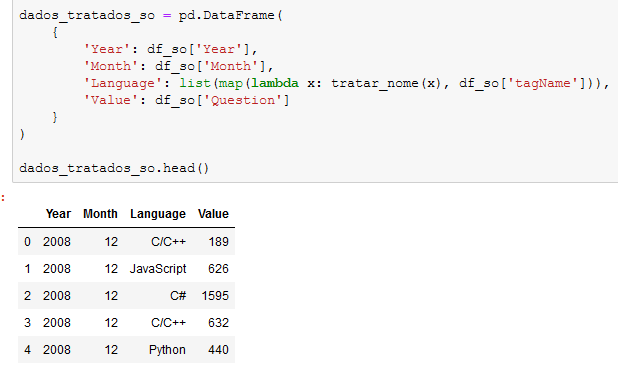 dados_tratados_so = pd.DataFrame(
    {
        'Year': df_so['Year'],
        'Month': df_so['Month'],
        'Language': list(map(lambda x: tratar_nome(x), df_so['tagName'])),
        'Value': df_so['Question']
    }
)
dados_tratados_so.head()
:
Year Month Language Value
0 2008 12 C/C++ 189
1 2008 12 JavaScript 626
2 2008 12 C# 1595
3 2008 12 C/C++ 632
4 2008 12 Python 440